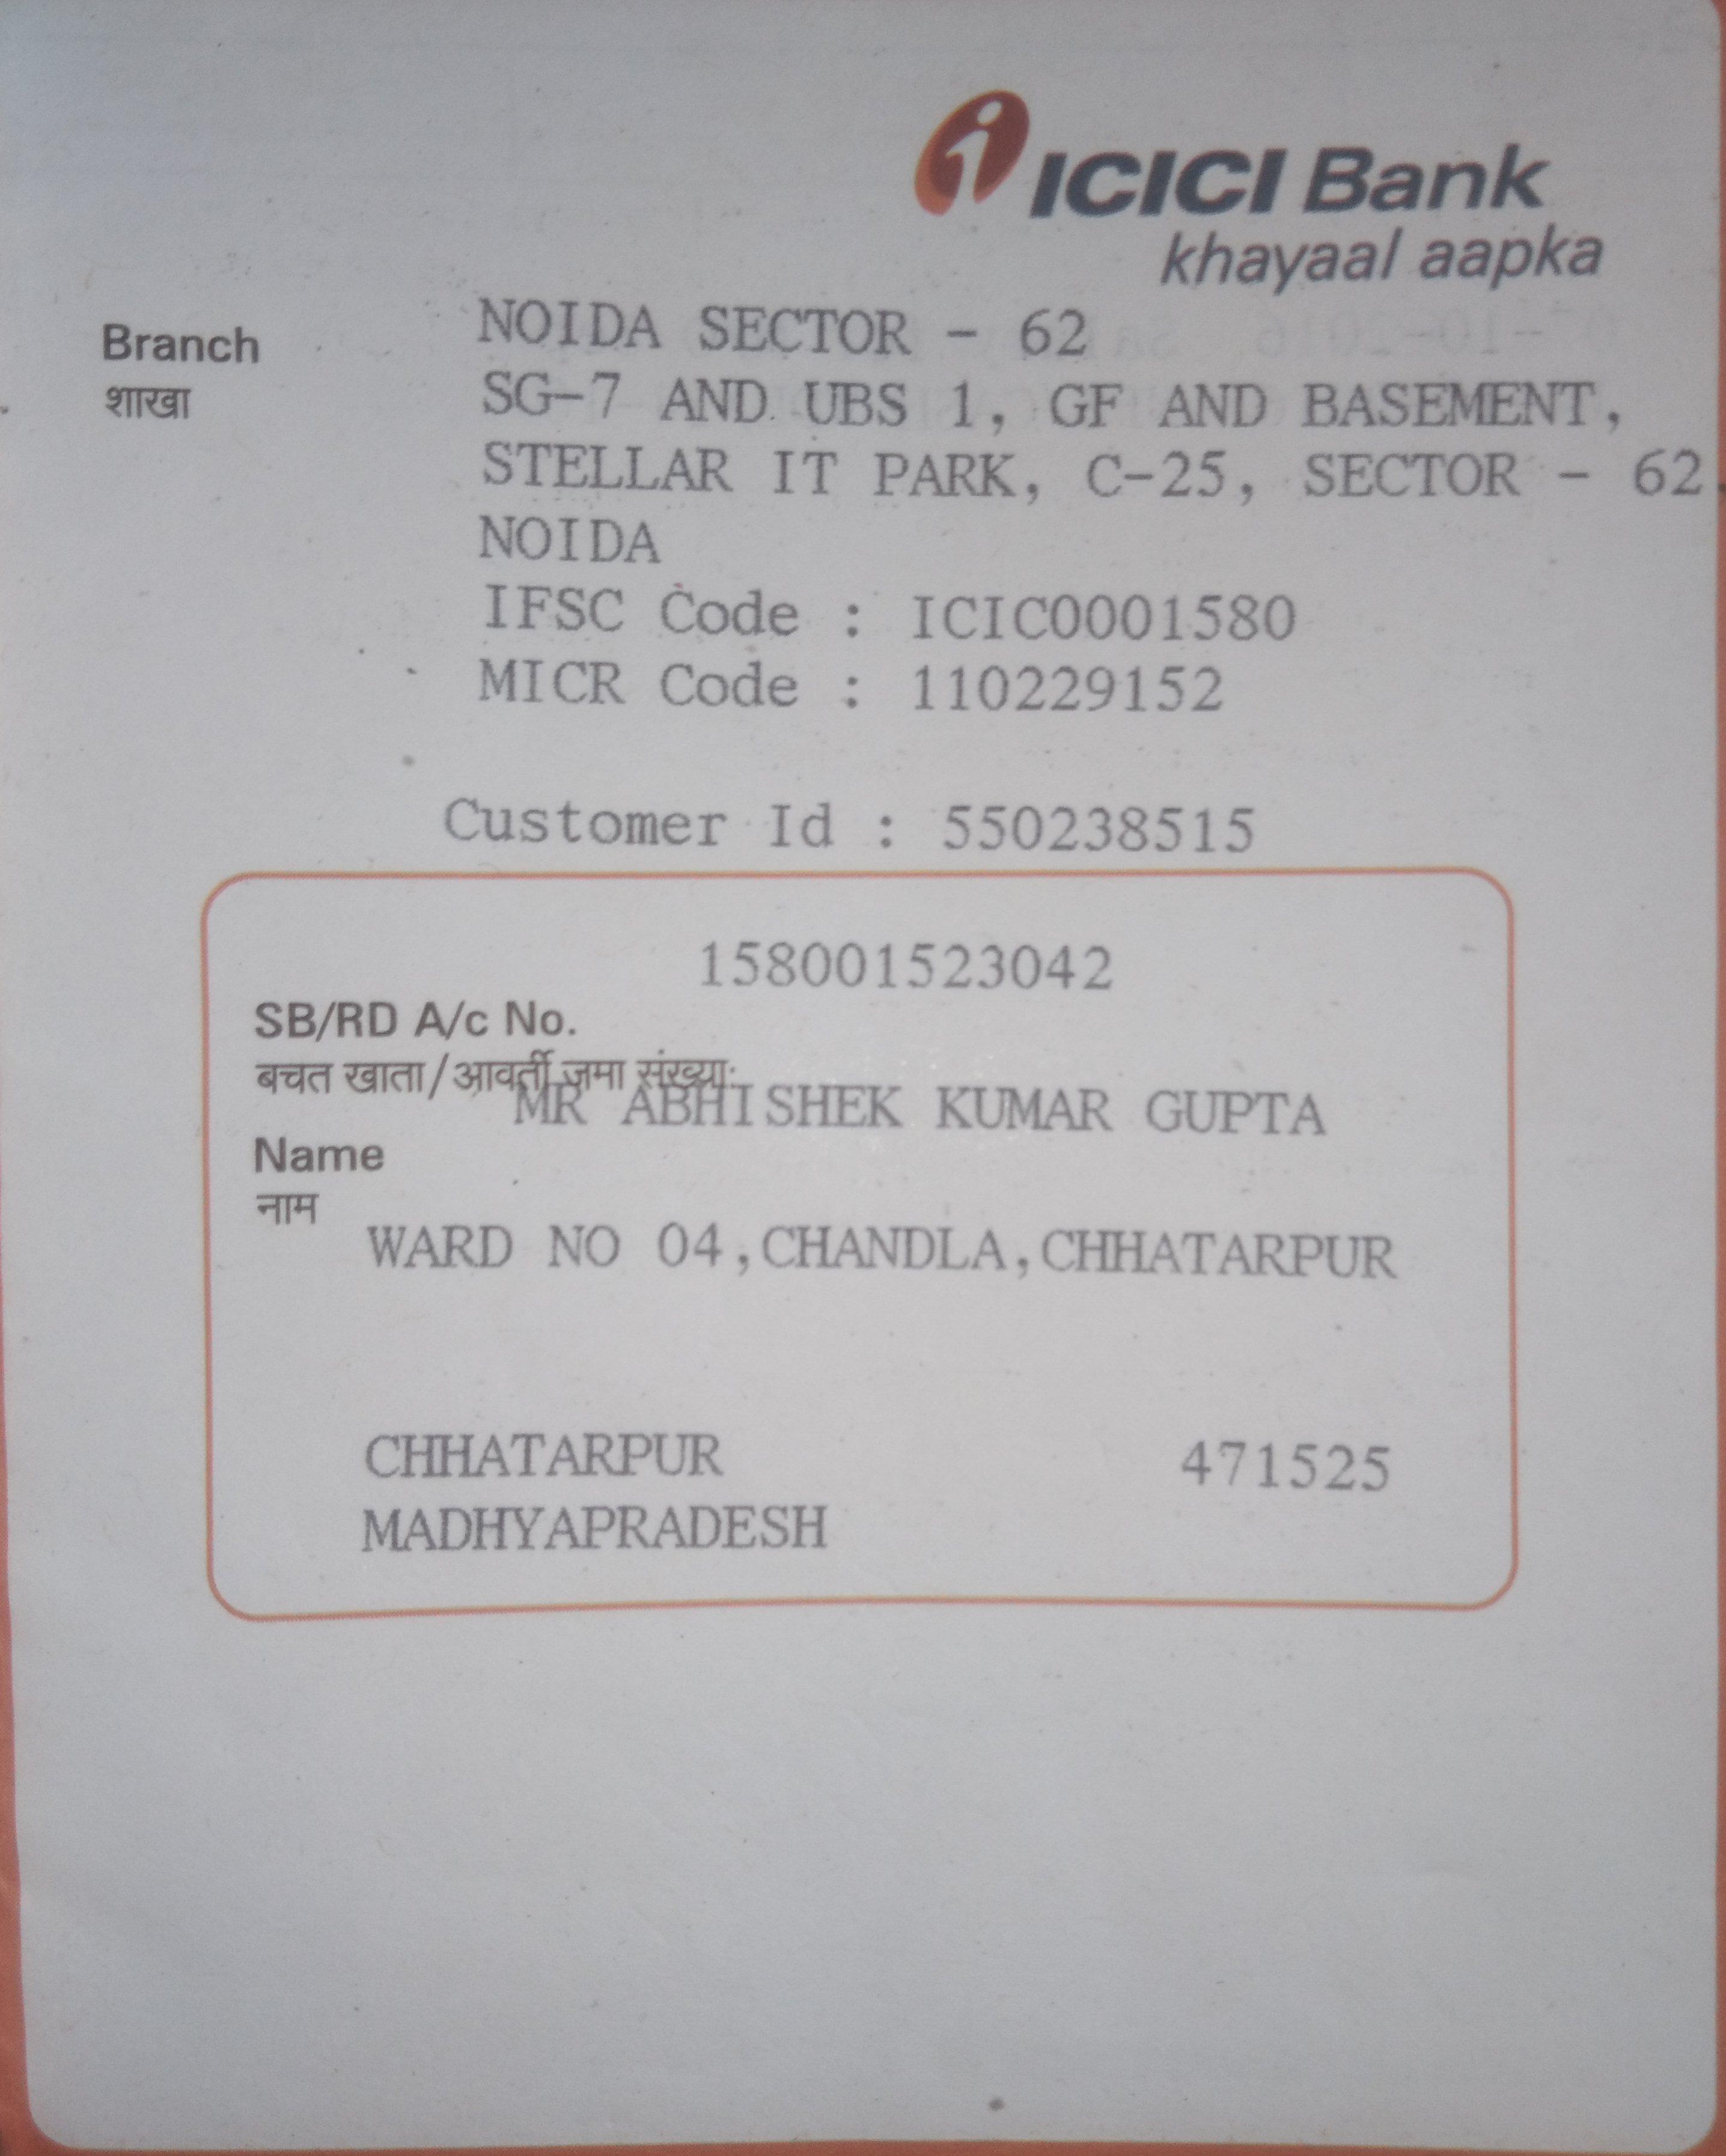 ICICI Bank
khayaal aapka
Branch
शाखा
NOIDA SECTOR - 62
SG-7 AND UBS 1, GF AND BASEMENT,
STELLAR IT PARK, C-25, SECTOR - 62
NOIDA
IFSC Code : ICIC0001580
MICR Code : 110229152
Customer Id : 550238515
158001523042
SB/RD A/c No.
बचत खाता/आवर्ती जमा संख्याः
MR ABHISHEK KUMAR GUPTA
Name
नाम
WARD NO 04,CHANDLA,CHHATARPUR
CHHATARPUR 471525
MADHYAPRADESH